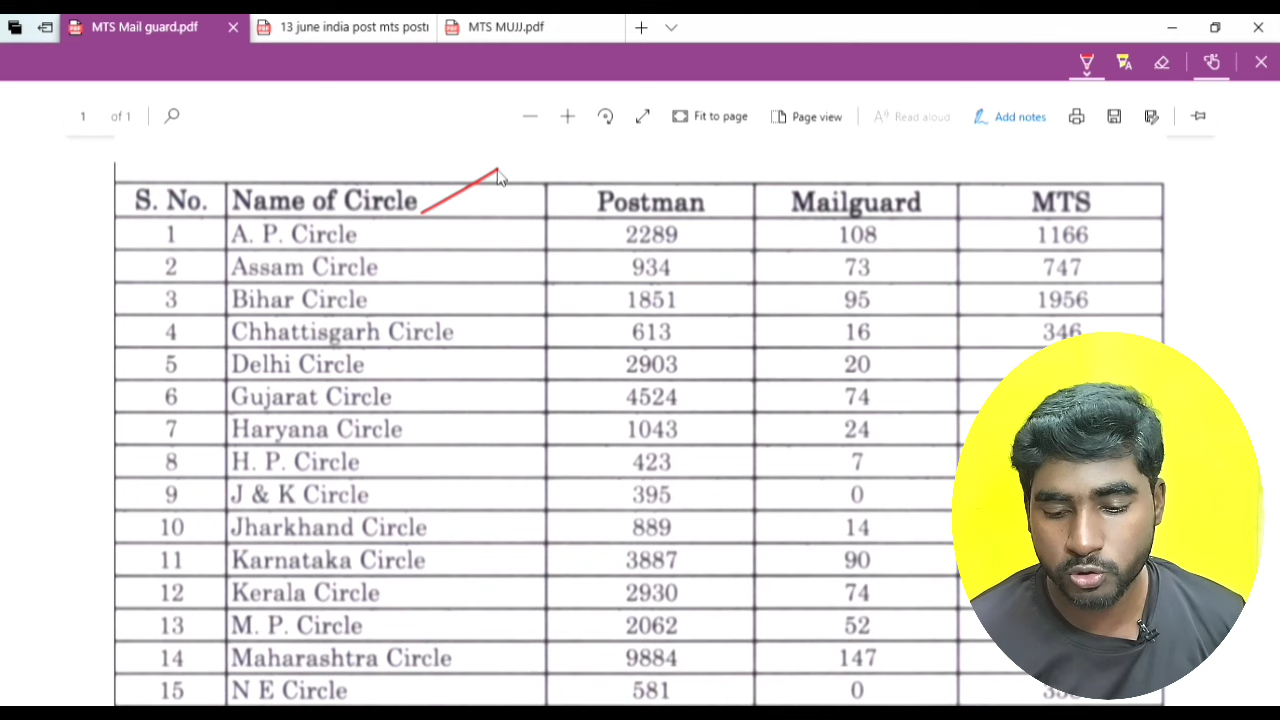 MTS Mail guard.pdf
13 june india post mts post
MTS MUJJ.pdf
1 of 1
Fit to page
Page view
Read aloud
Add notes
S. No. Name of Circle Postman Mailguard MTS
1 A. P. Circle 2289 108 1166
2 Assam Circle 934 73 747
3 Bihar Circle 1851 95 1956
4 Chhattisgarh Circle 613 16 346
5 Delhi Circle 2903 20
6 Gujarat Circle 4524 74
7 Haryana Circle 1043 24
8 H. P. Circle 423 7
9 J & K Circle 395 0
10 Jharkhand Circle 889 14
11 Karnataka Circle 3887 90
12 Kerala Circle 2930 74
13 M. P. Circle 2062 52
14 Maharashtra Circle 9884 147
15 N E Circle 581 0